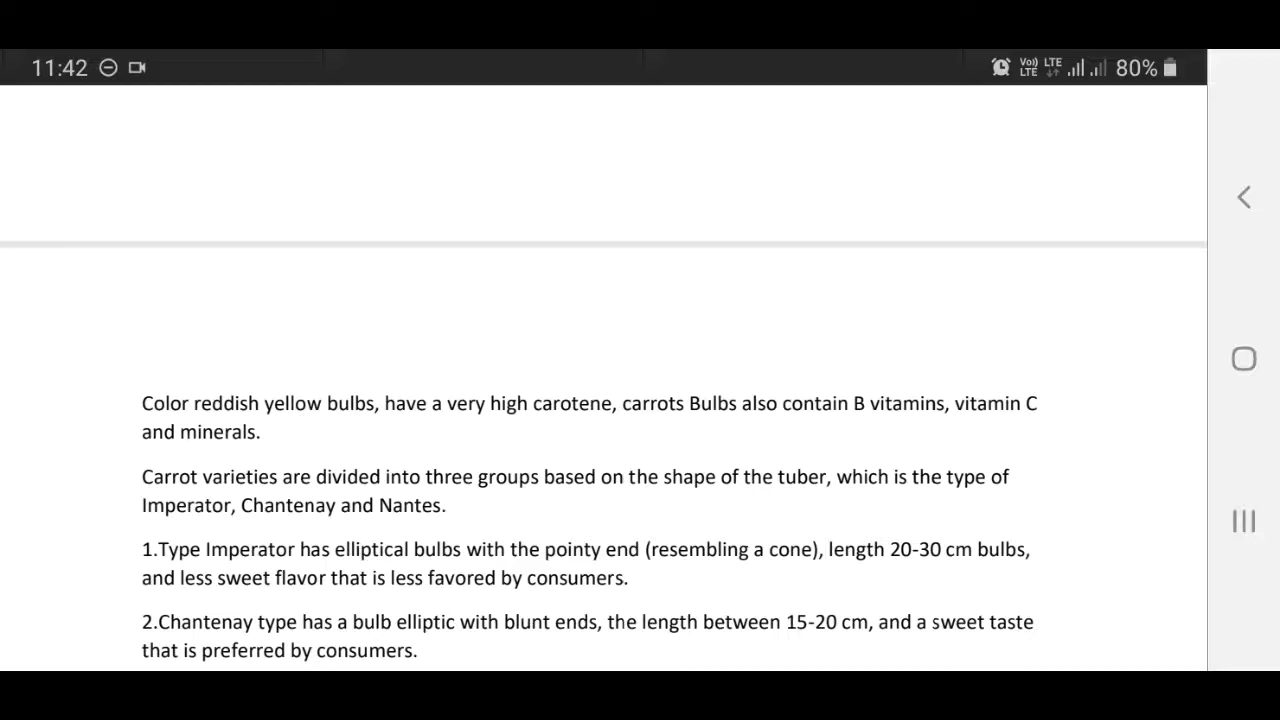 11:42
Vo) LTE
LTE
80%
Color reddish yellow bulbs, have a very high carotene, carrots Bulbs also contain B vitamins, vitamin C
and minerals.
Carrot varieties are divided into three groups based on the shape of the tuber, which is the type of
Imperator, Chantenay and Nantes.
1.Type Imperator has elliptical bulbs with the pointy end (resembling a cone), length 20-30 cm bulbs,
and less sweet flavor that is less favored by consumers.
2.Chantenay type has a bulb elliptic with blunt ends, the length between 15-20 cm, and a sweet taste
that is preferred by consumers.